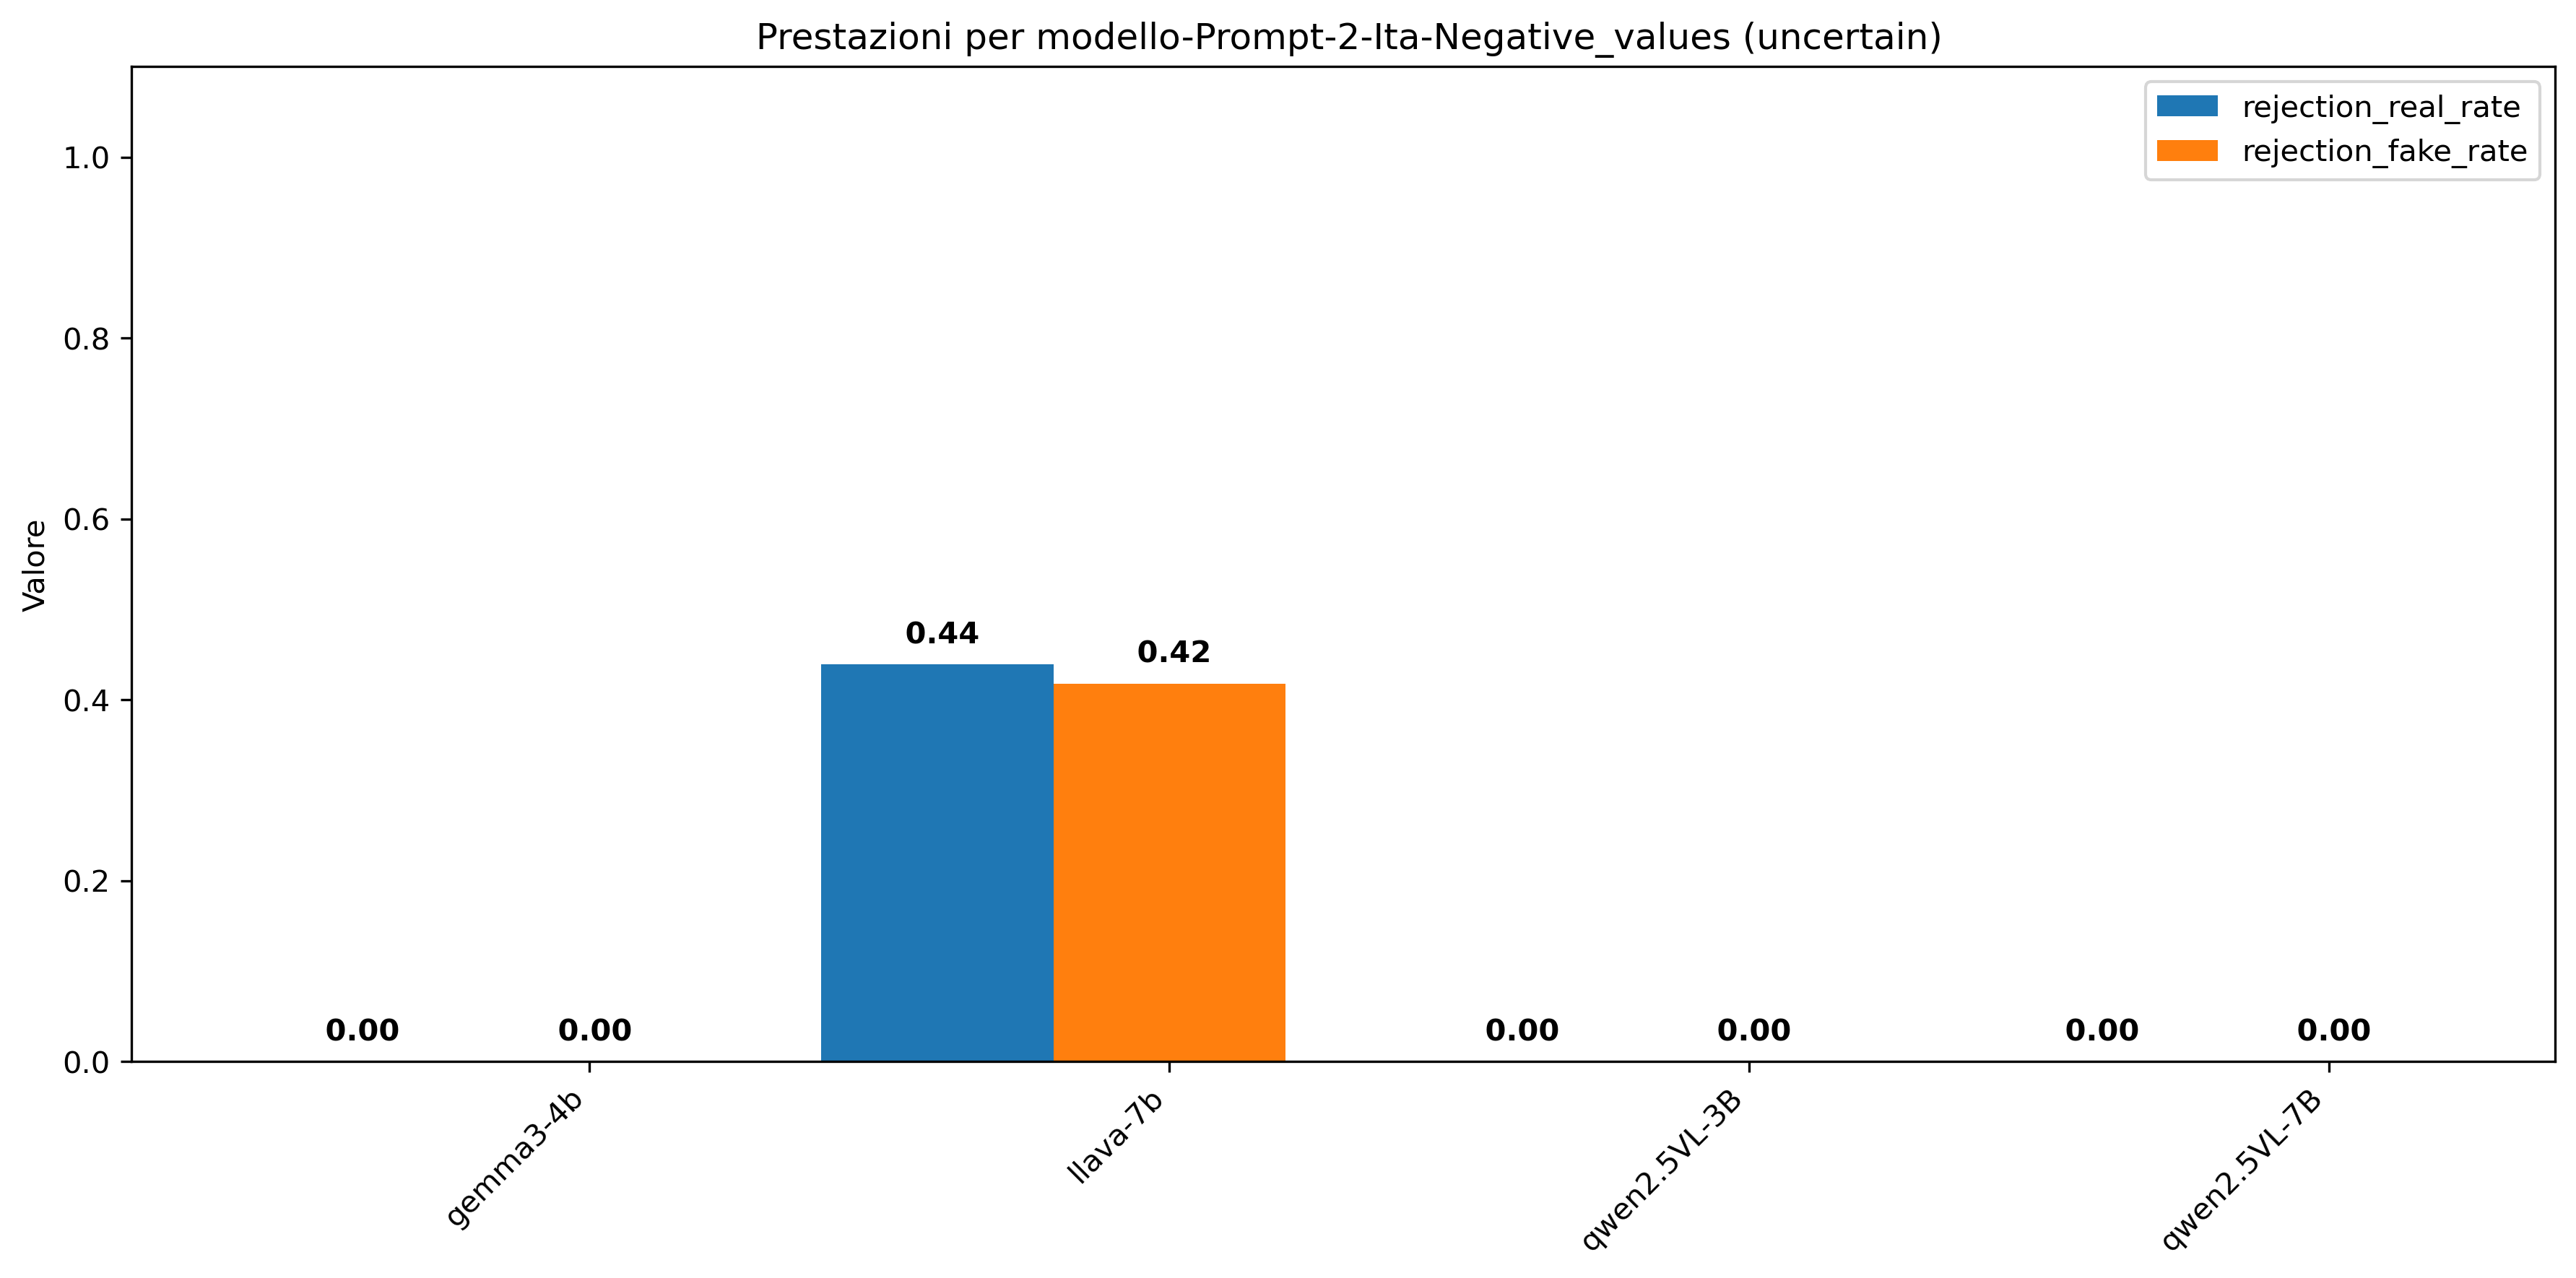 Prestazioni per modello-Prompt-2-Ita-Negative_values (uncertain)
rejection_real_rate
rejection_fake_rate
Valore
1.0
0.8
0.6
0.4
0.2
0.0
0.44
0.42
0.00 0.00 0.00 0.00 0.00 0.00
gemma3-4b
llava-7b
qwen2.5VL-3B
qwen2.5VL-7B